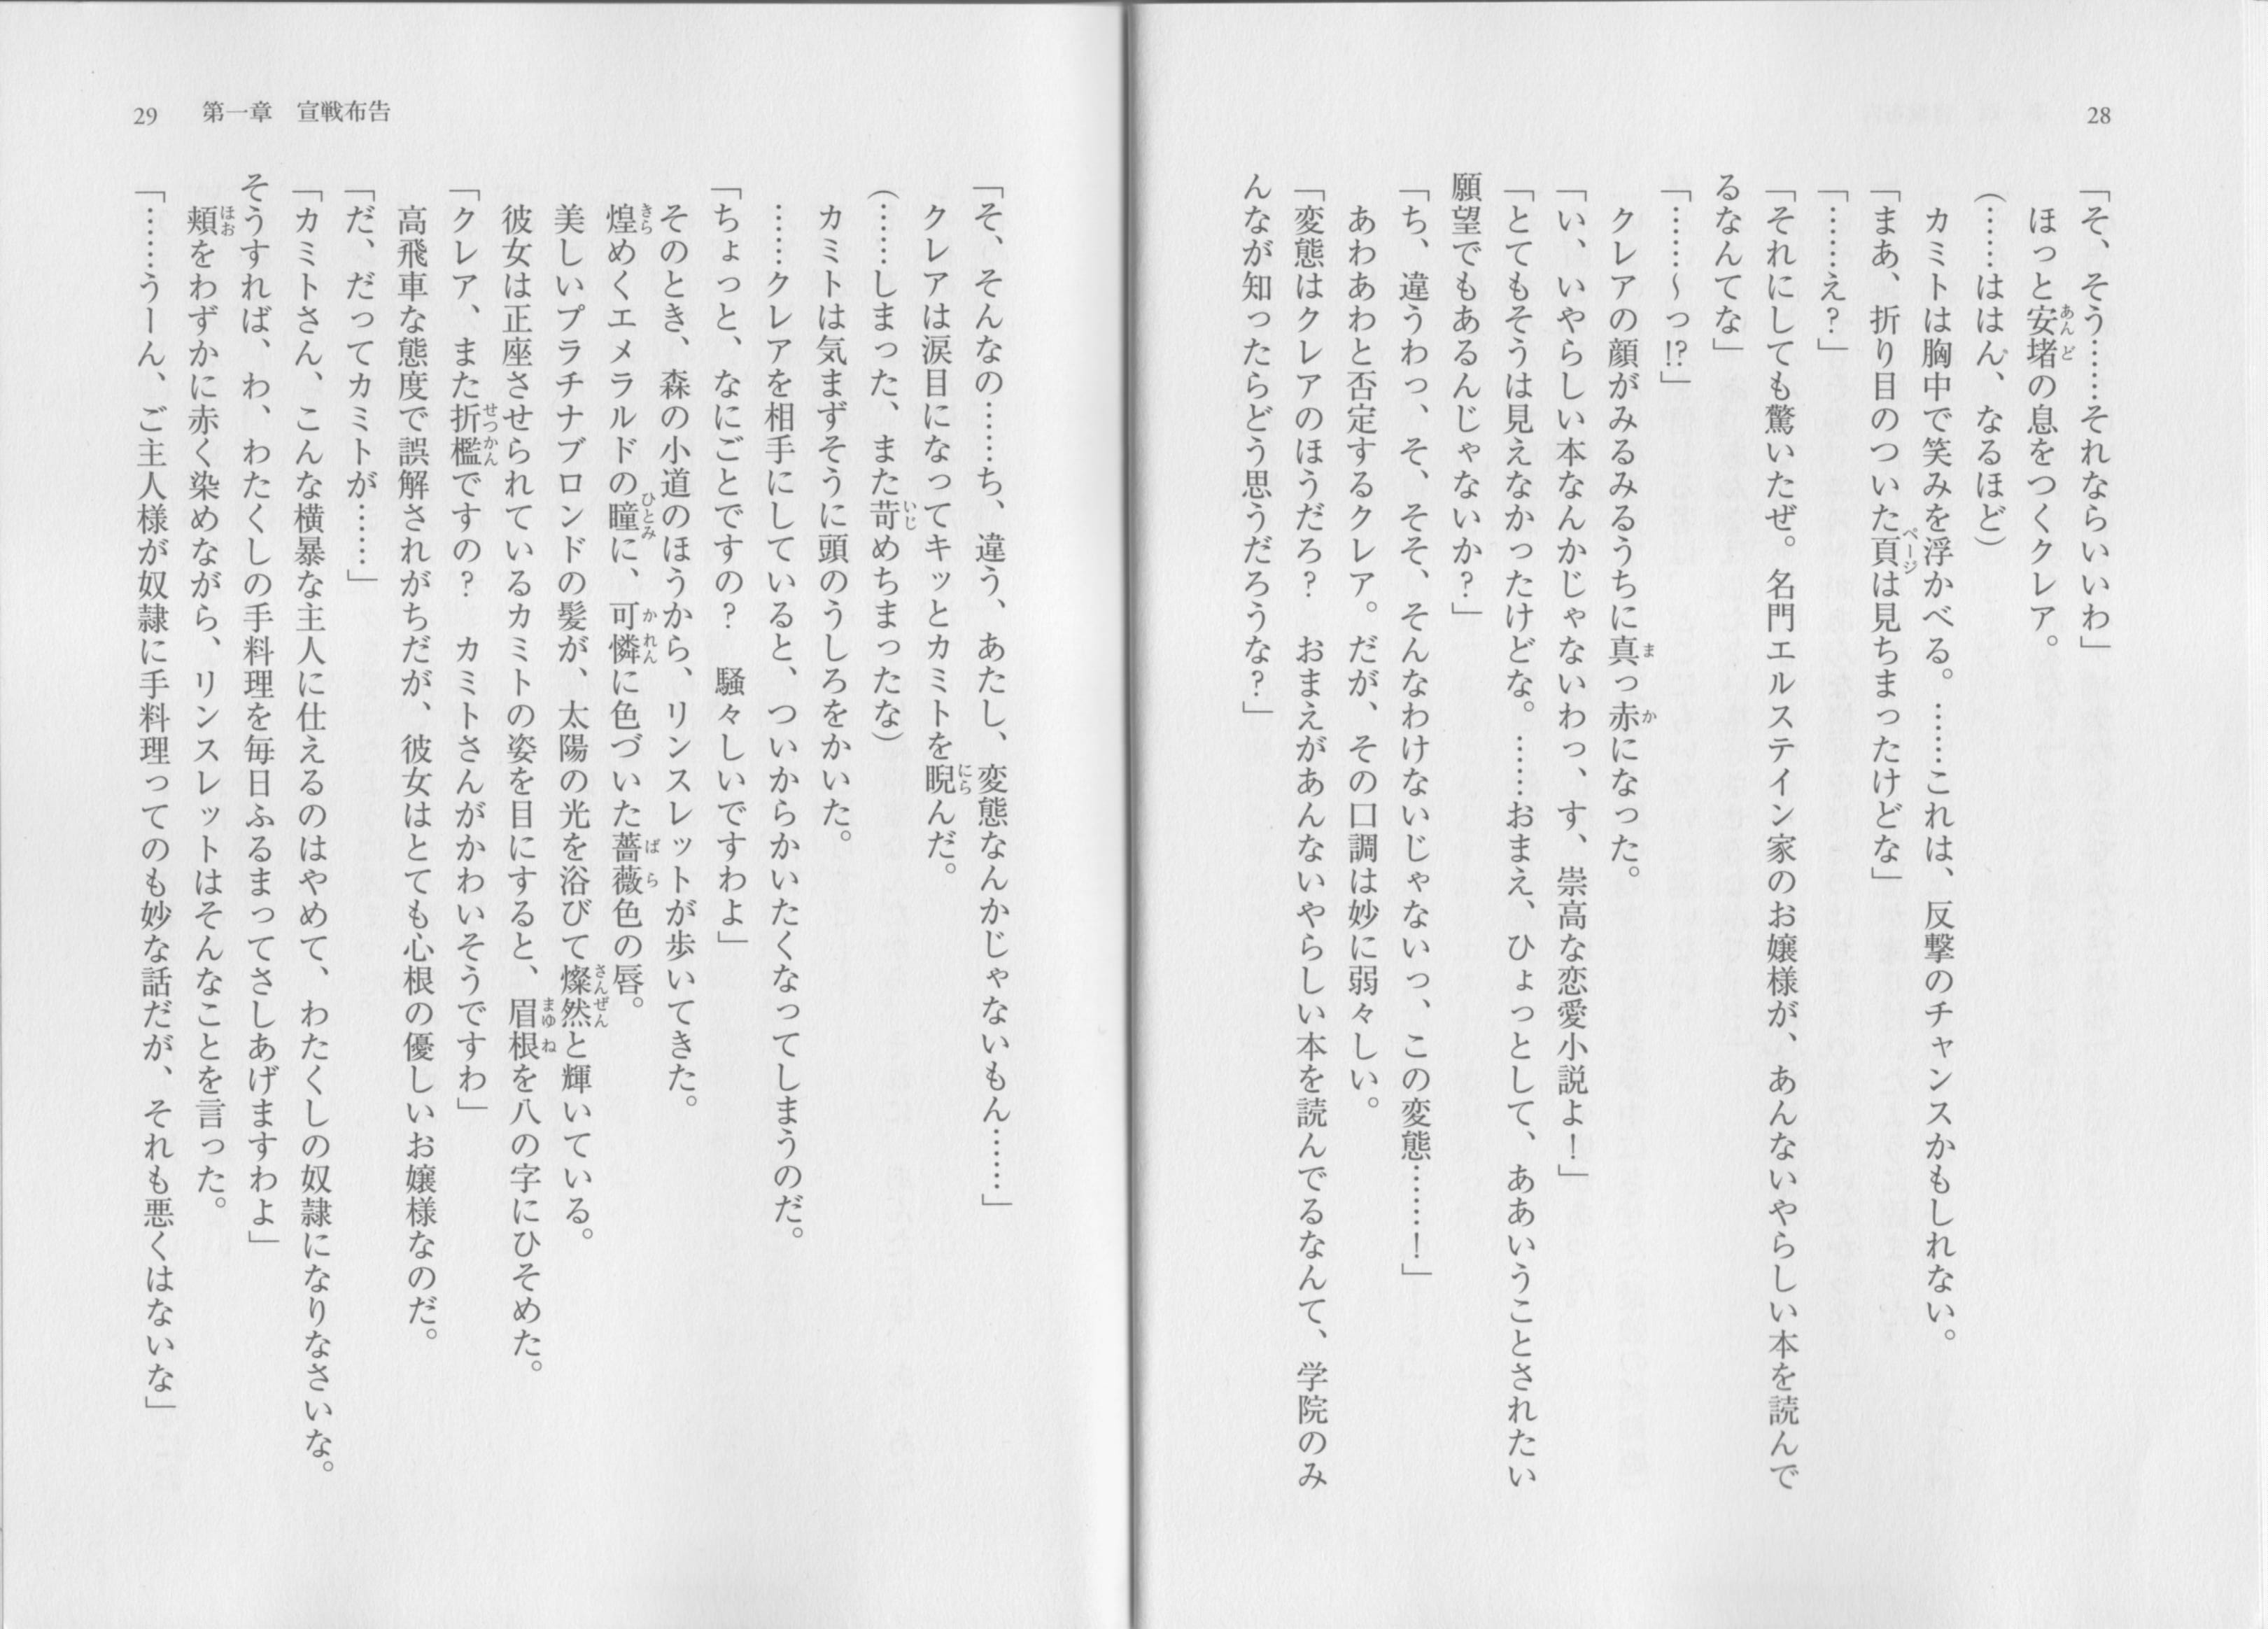 28
「そ、そう……それならいいわ」
ほっと安堵の息をつくクレア。
(……ははん、なるほど)
カミトは胸中で笑みを浮かべる。……これは、反撃のチャンスかもしれない。
「まあ、折り目のついた頁は見ちまったけどな」
「……え?」
「それにしても驚いたぜ。名門エルステイン家のお嬢様が、あんないやらしい本を読んで
るなんてな」
「……〜っ!?」
クレアの顔がみるみるうちに真っ赤になった。
「い、いやらしい本なんかじゃないわっ、す、崇高な恋愛小説よ!」
「とてもそうは見えなかったけどな。……おまえ、ひょっとして、ああいうことされたい
願望でもあるんじゃないか?」
「ち、違うわっ、そ、そそ、そんなわけないじゃないっ、この変態……!」
あわあわと否定するクレア。だが、その口調は妙に弱々しい。
「変態はクレアのほうだろ? おまえがあんないやらしい本を読んでるなんて、学院のみ
んなが知ったらどう思うだろうな?」
29 第一章 宣戦布告
「そ、そんなの……ち、違う、あたし、変態なんかじゃないもん……」
クレアは涙目になってキッとカミトを睨んだ。
(……しまった、また苛めちまったな)
カミトは気まずそうに頭のうしろをかいた。
……クレアを相手にしていると、ついからかいたくなってしまうのだ。
「ちょっと、なにごとですの? 騒々しいですわよ」
そのとき、森の小道のほうから、リンスレットが歩いてきた。
煌めくエメラルドの瞳に、可憐に色づいた薔薇色の唇。
美しいプラチナブロンドの髪が、太陽の光を浴びて燦然と輝いている。
彼女は正座させられているカミトの姿を目にすると、眉根を八の字にひそめた。
「クレア、また折檻ですの? カミトさんがかわいそうですわ」
高飛車な態度で誤解されがちだが、彼女はとても心根の優しいお嬢様なのだ。
「だ、だってカミトが……」
「カミトさん、こんな横暴な主人に仕えるのはやめて、わたくしの奴隷になりなさいな。
そうすれば、わ、わたくしの手料理を毎日ふるまってさしあげますわよ」
頬をわずかに赤く染めながら、リンスレットはそんなことを言った。
「……うーん、ご主人様が奴隷に手料理ってのも妙な話だが、それも悪くはないな」